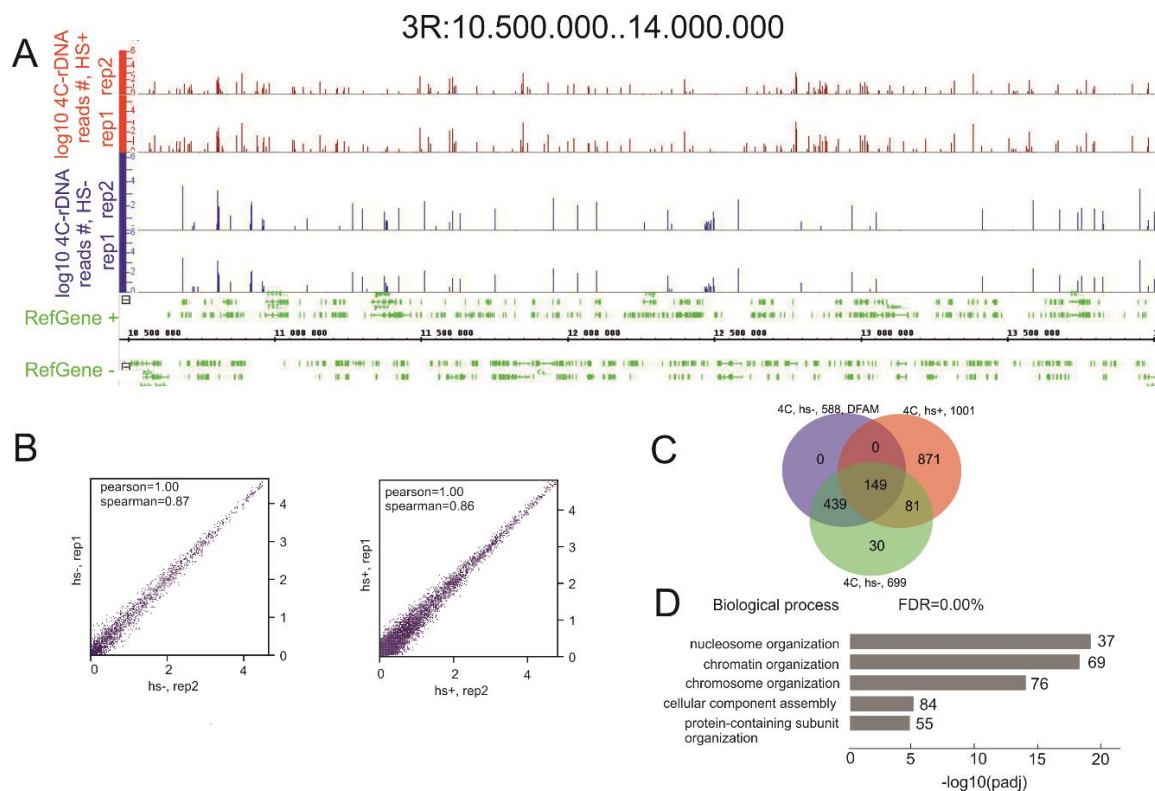 3R:10.500.000..14.000.000
A
log10 4C-rDNA
reads #, HS+
rep1 rep2
log10 4C-rDNA
reads #, HS-
rep1 rep2
RefGene +
10 500 000 11 000 000 11 500 000 12 000 000 12 500 000 13 000 000 13 500 000
RefGene -
B
pearson=1.00
spearman=0.87
hs-, rep1
4
3
2
1
0
0 2 4
hs-, rep2
pearson=1.00
spearman=0.86
hs+, rep1
4
3
2
1
0
0 2 4
hs+, rep2
C
4C, hs-, 588, DFAM
4C, hs+, 1001
0 0 871
149
439 81
30
4C, hs-, 699
D
Biological process FDR=0.00%
nucleosome organization 37
chromatin organization 69
chromosome organization 76
cellular component assembly 84
protein-containing subunit 55
organization
0 5 10 15 20
-log10(padj)